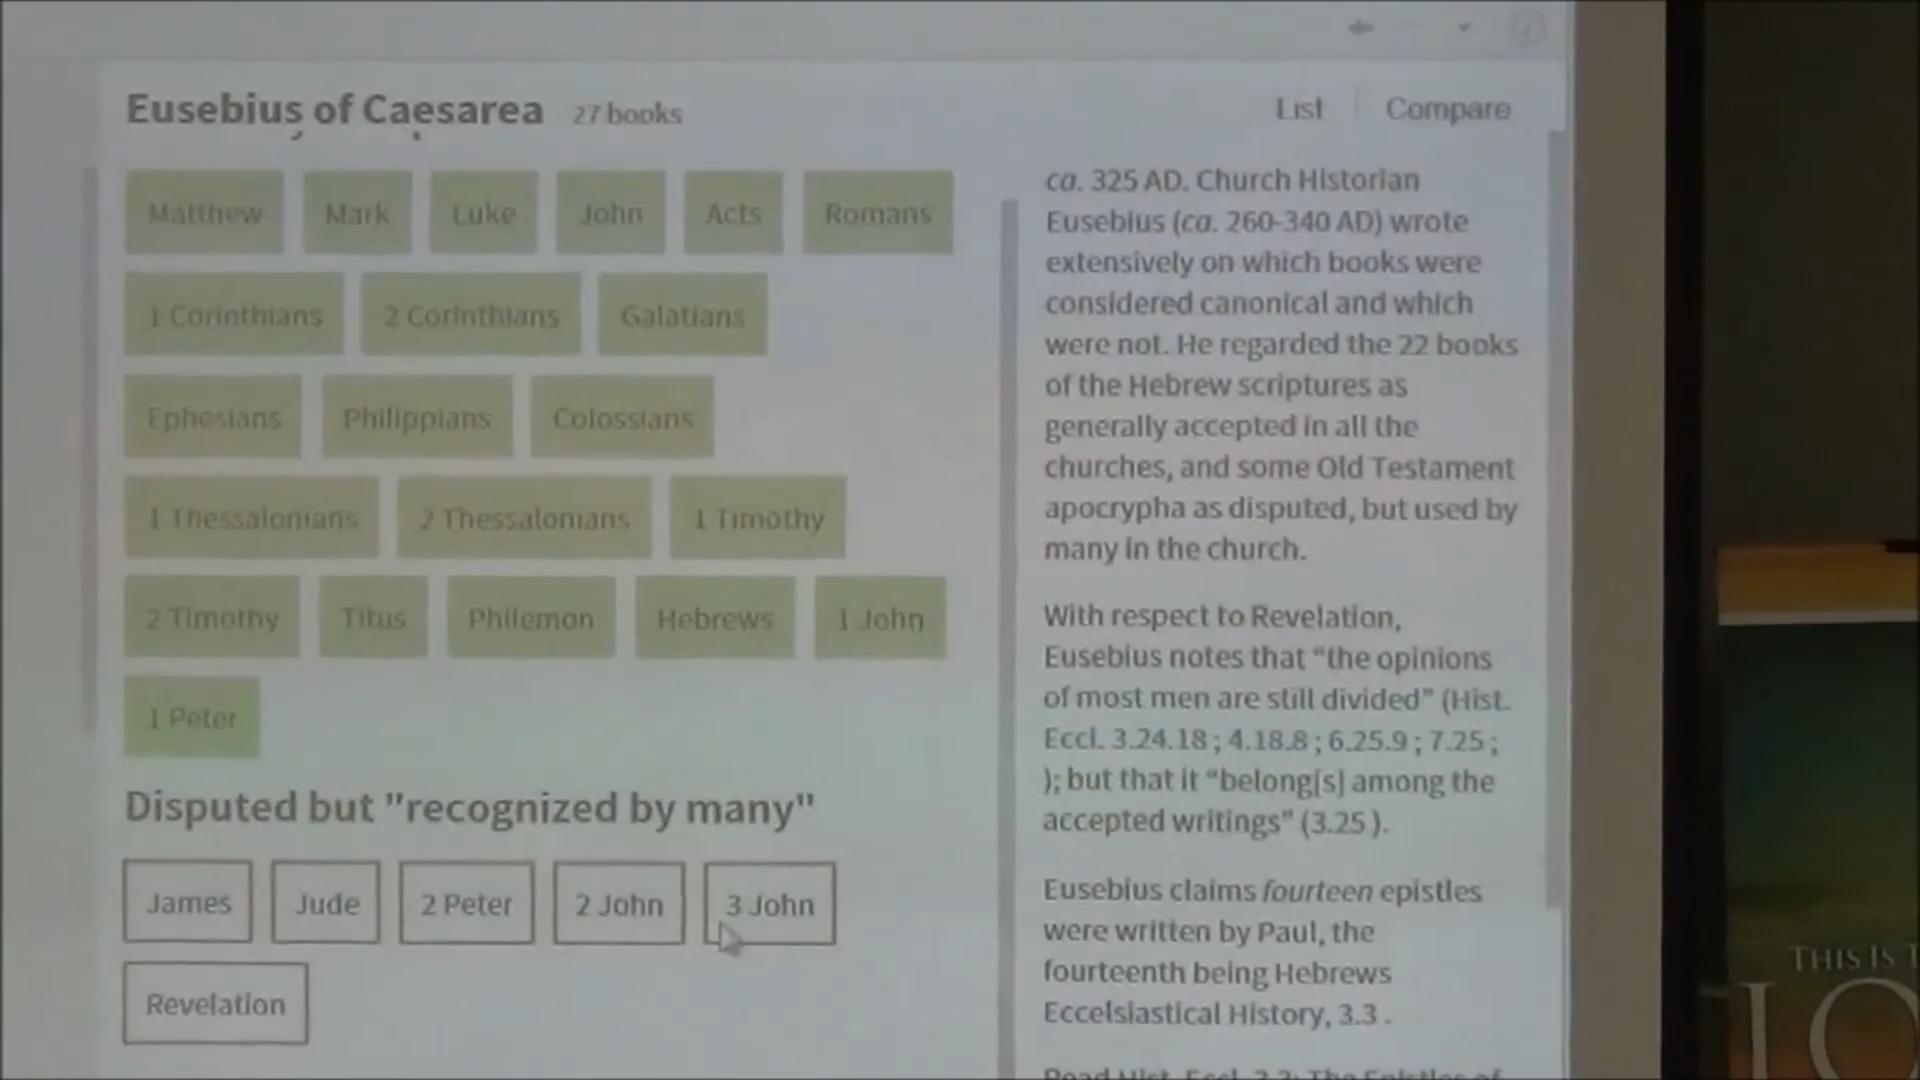 Eusebius of Caesarea 27 books
List Compare
Matthew Mark Luke John Acts Romans
1 Corinthians 2 Corinthians Galatians
Ephesians Philippians Colossians
1 Thessalonians 2 Thessalonians 1 Timothy
2 Timothy Titus Philemon Hebrews 1 John
1 Peter
Disputed but "recognized by many"
James Jude 2 Peter 2 John 3 John
Revelation
ca. 325 AD. Church Historian
Eusebius (ca. 260-340 AD) wrote
extensively on which books were
considered canonical and which
were not. He regarded the 22 books
of the Hebrew scriptures as
generally accepted in all the
churches, and some Old Testament
apocrypha as disputed, but used by
many in the church.
With respect to Revelation,
Eusebius notes that “the opinions
of most men are still divided” (Hist.
Eccl. 3.24.18 ; 4.18.8 ; 6.25.9 ; 7.25 ;
); but that it “belong[s] among the
accepted writings” (3.25 ).
Eusebius claims fourteen epistles
were written by Paul, the
fourteenth being Hebrews
Eccelsiastical History, 3.3 .
THIS IS